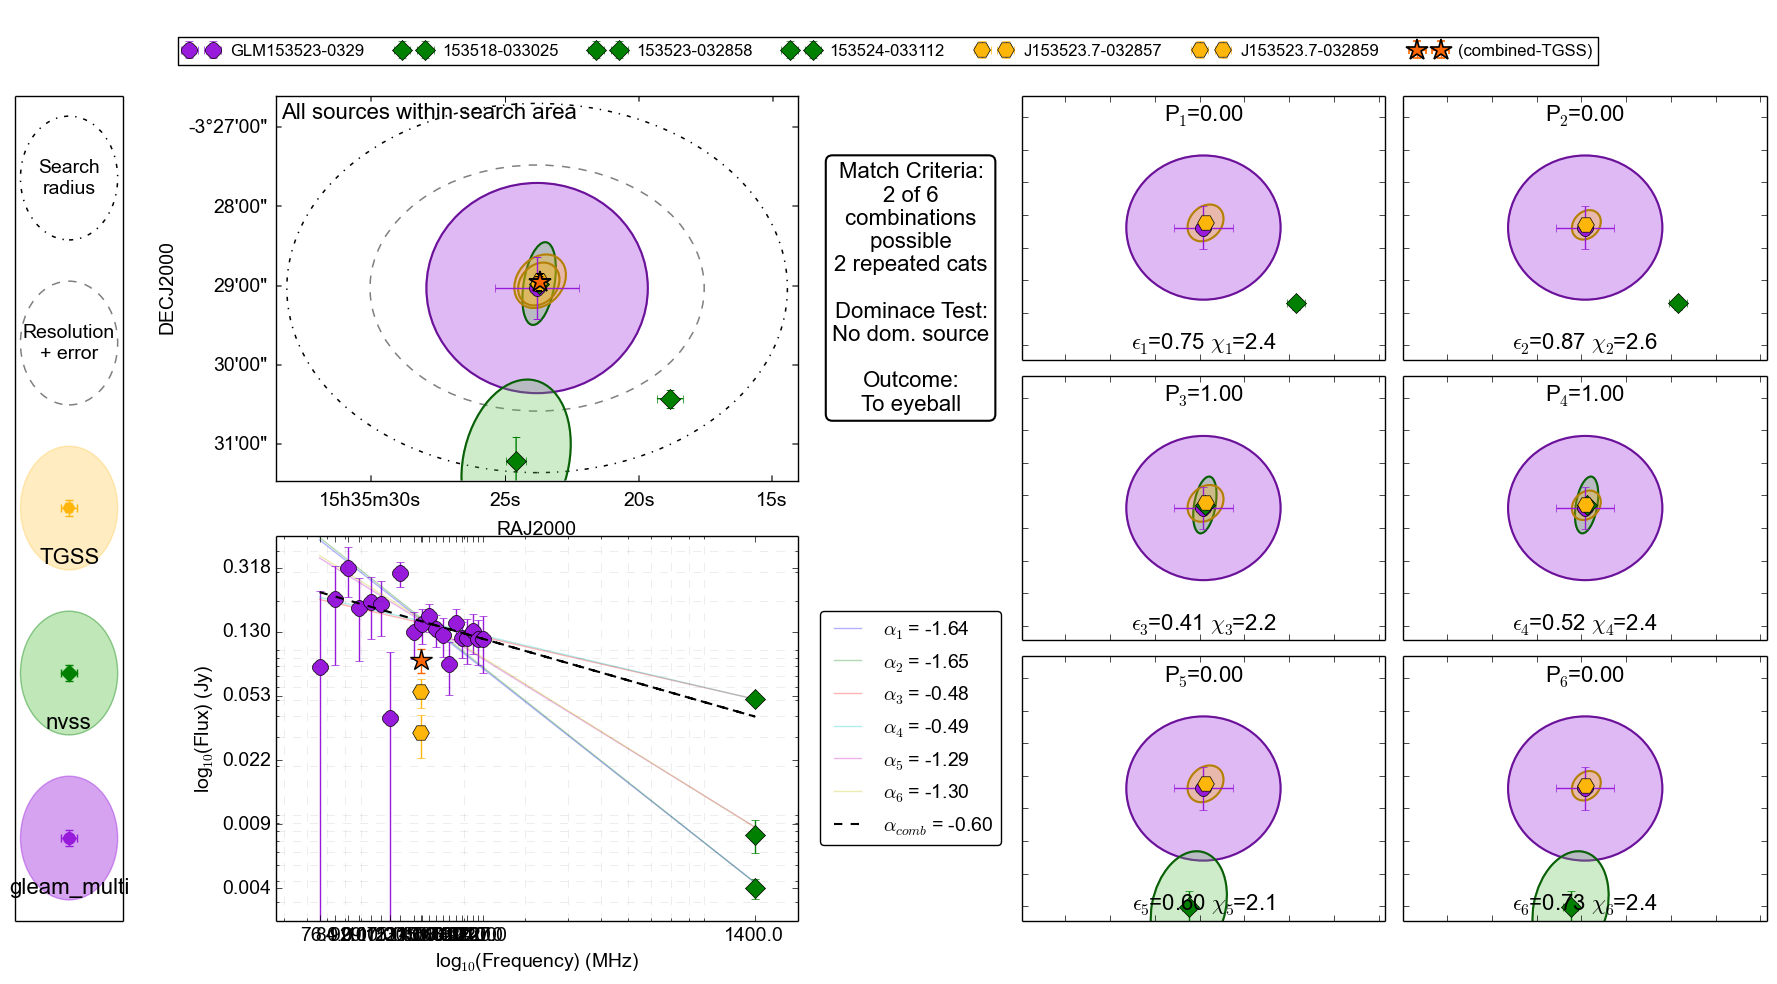 GLM153523-0329 153518-033025 153523-032858 153524-033112 J153523.7-032857 J153523.7-032859 (combined-TGSS)
Search
radius
Resolution
+ error
TGSS
nvss
gleam_multi
All sources within search area
-3°27'00"
28'00"
29'00"
30'00"
31'00"
DECJ2000
15h35m30s 25s 20s 15s
RAJ2000
Match Criteria:
2 of 6
combinations
possible
2 repeated cats
Dominace Test:
No dom. source
Outcome:
To eyeball
0.318
0.130
0.053
0.022
0.009
0.004
log10(Flux) (Jy)
1400.0
log10(Frequency) (MHz)
α1 = -1.64
α2 = -1.65
α3 = -0.48
α4 = -0.49
α5 = -1.29
α6 = -1.30
αcomb = -0.60
P1=0.00
ϵ1=0.75 χ1=2.4
P2=0.00
ϵ2=0.87 χ2=2.6
P3=1.00
ϵ3=0.41 χ3=2.2
P4=1.00
ϵ4=0.52 χ4=2.4
P5=0.00
ϵ5=0.60 χ5=2.1
P6=0.00
ϵ6=0.73 χ6=2.4